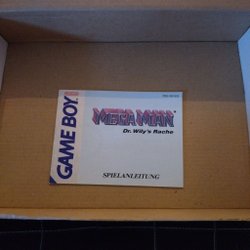 GAME BOY
MEGA MAN
Dr. Wily's Rache
SPIELANLEITUNG